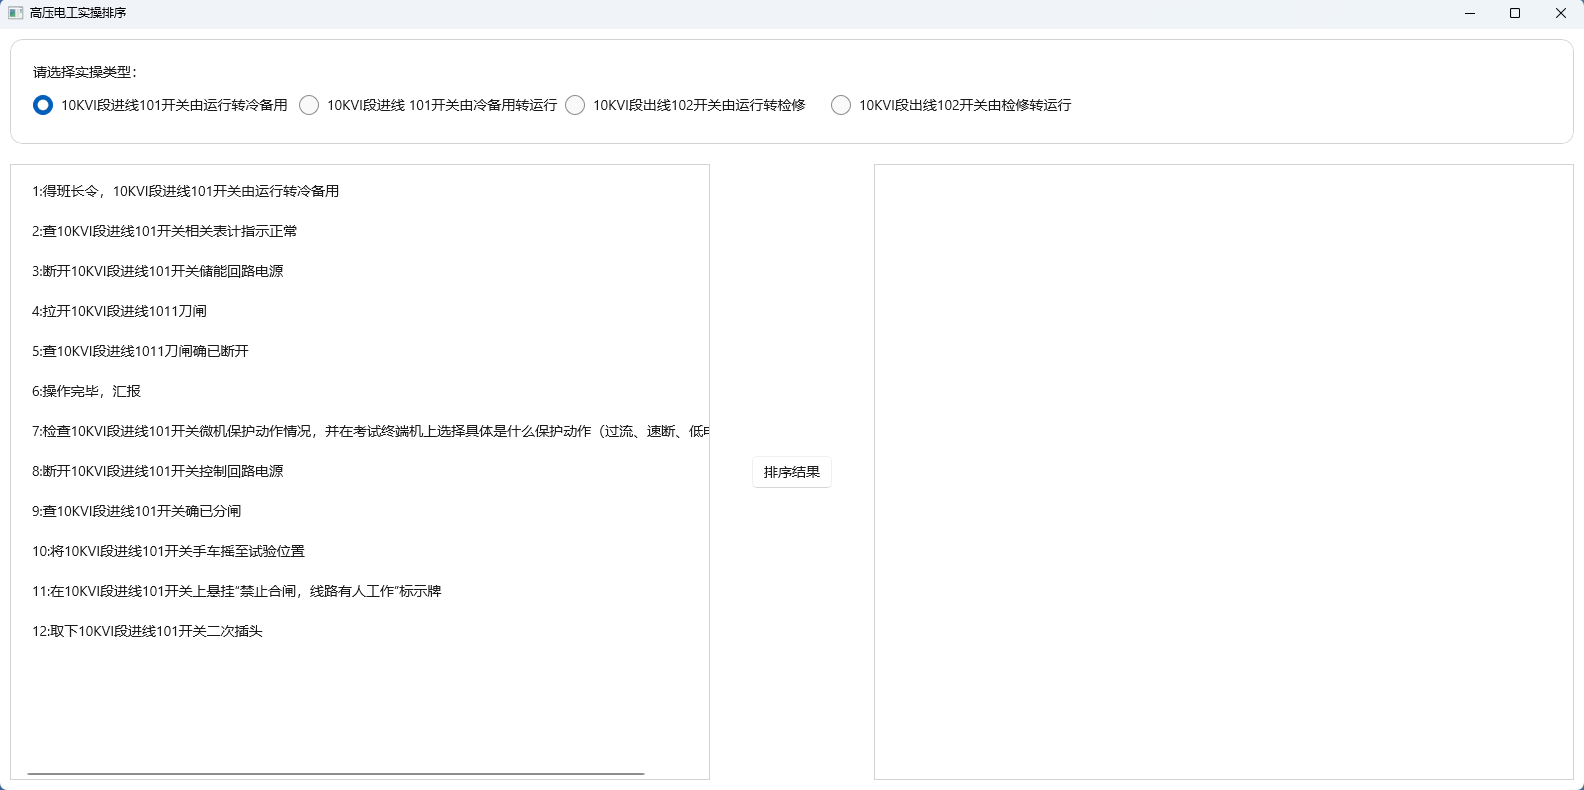 高压电工实操排序
请选择实操类型：
10KVI段进线101开关由运行转冷备用
10KVI段进线 101开关由冷备用转运行
10KVI段出线102开关由运行转检修
10KVI段出线102开关由检修转运行
1:得班长令，10KVI段进线101开关由运行转冷备用
2:查10KVI段进线101开关相关表计指示正常
3:断开10KVI段进线101开关储能回路电源
4:拉开10KVI段进线1011刀闸
5:查10KVI段进线1011刀闸确已断开
6:操作完毕，汇报
7:检查10KVI段进线101开关微机保护动作情况，并在考试终端机上选择具体是什么保护动作（过流、速断、低
8:断开10KVI段进线101开关控制回路电源
9:查10KVI段进线101开关确已分闸
10:将10KVI段进线101开关手车摇至试验位置
11:在10KVI段进线101开关上悬挂“禁止合闸，线路有人工作”标示牌
12:取下10KVI段进线101开关二次插头
排序结果